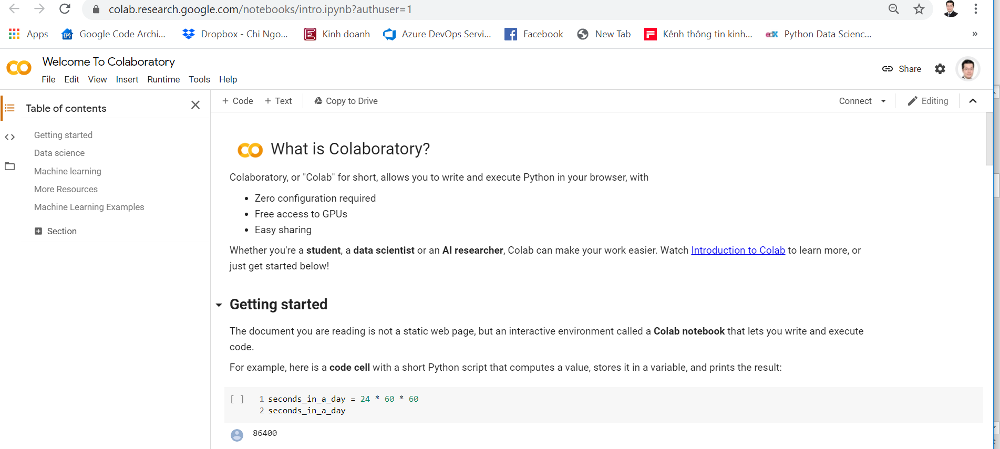 colab.research.google.com/notebooks/intro.ipynb?authuser=1
Apps Google Code Archi... Dropbox - Chi Ngo... Kinh doanh Azure DevOps Servi... Facebook New Tab Kênh thông tin kinh... Python Data Scienc... »
Welcome To Colaboratory
File Edit View Insert Runtime Tools Help
Share
Table of contents
Getting started
Data science
Machine learning
More Resources
Machine Learning Examples
Section
+ Code + Text Copy to Drive
Connect Editing
What is Colaboratory?
Colaboratory, or "Colab" for short, allows you to write and execute Python in your browser, with
• Zero configuration required
• Free access to GPUs
• Easy sharing
Whether you're a student, a data scientist or an AI researcher, Colab can make your work easier. Watch Introduction to Colab to learn more, or
just get started below!
Getting started
The document you are reading is not a static web page, but an interactive environment called a Colab notebook that lets you write and execute
code.
For example, here is a code cell with a short Python script that computes a value, stores it in a variable, and prints the result:
[ ] 1 seconds_in_a_day = 24 * 60 * 60
2 seconds_in_a_day
86400